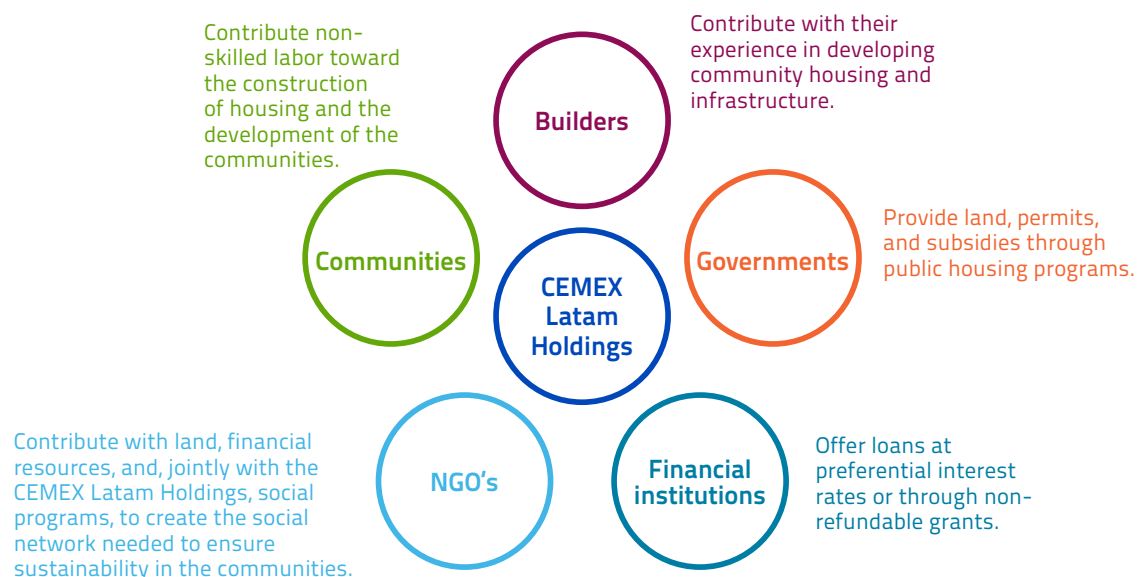 Contribute non-
skilled labor toward
the construction
of housing and the
development of the
communities.
Contribute with their
experience in developing
community housing and
infrastructure.
Builders
Communities
CEMEX
Latam
Holdings
Governments
Provide land, permits,
and subsidies through
public housing programs.
Contribute with land, financial
resources, and, jointly with the
CEMEX Latam Holdings, social
programs, to create the social
network needed to ensure
sustainability in the communities.
NGO's
Financial
institutions
Offer loans at
preferential interest
rates or through non-
refundable grants.